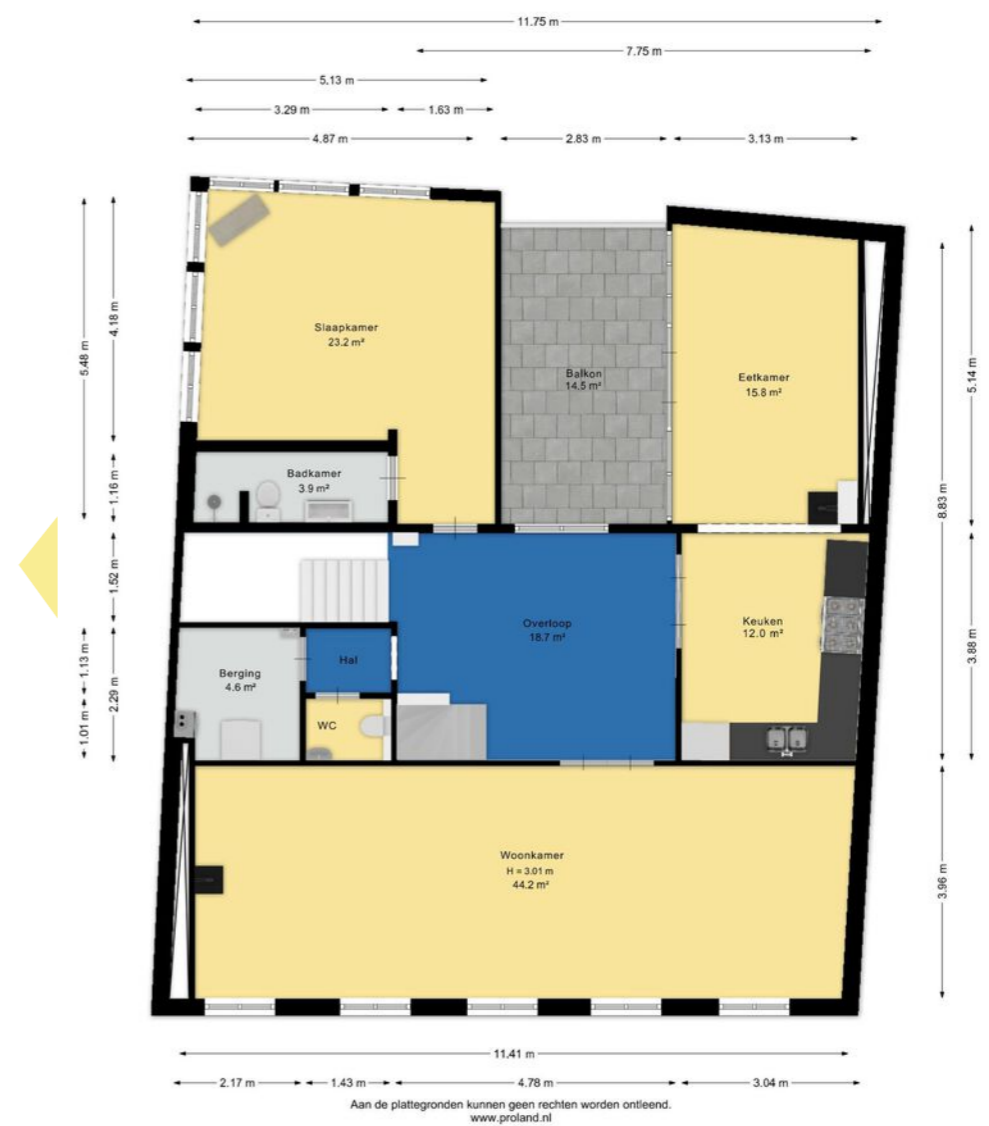 11.75 m
7.75 m
5.13 m
3.29 m
1.63 m
4.87 m
2.83 m
3.13 m
5.48 m
4.18 m
1.16 m
1.52 m
1.13 m
2.29 m
1.01 m
Slaapkamer
23.2 m²
Balkon
14.5 m²
Eetkamer
15.8 m²
Badkamer
3.9 m²
Overloop
18.7 m²
Keuken
12.0 m²
Hal
Berging
4.6 m²
WC
Woonkamer
H = 3.01 m
44.2 m²
5.14 m
8.83 m
3.88 m
3.96 m
11.41 m
2.17 m
1.43 m
4.78 m
3.04 m
Aan de plattegronden kunnen geen rechten worden ontleend.
www.proland.nl